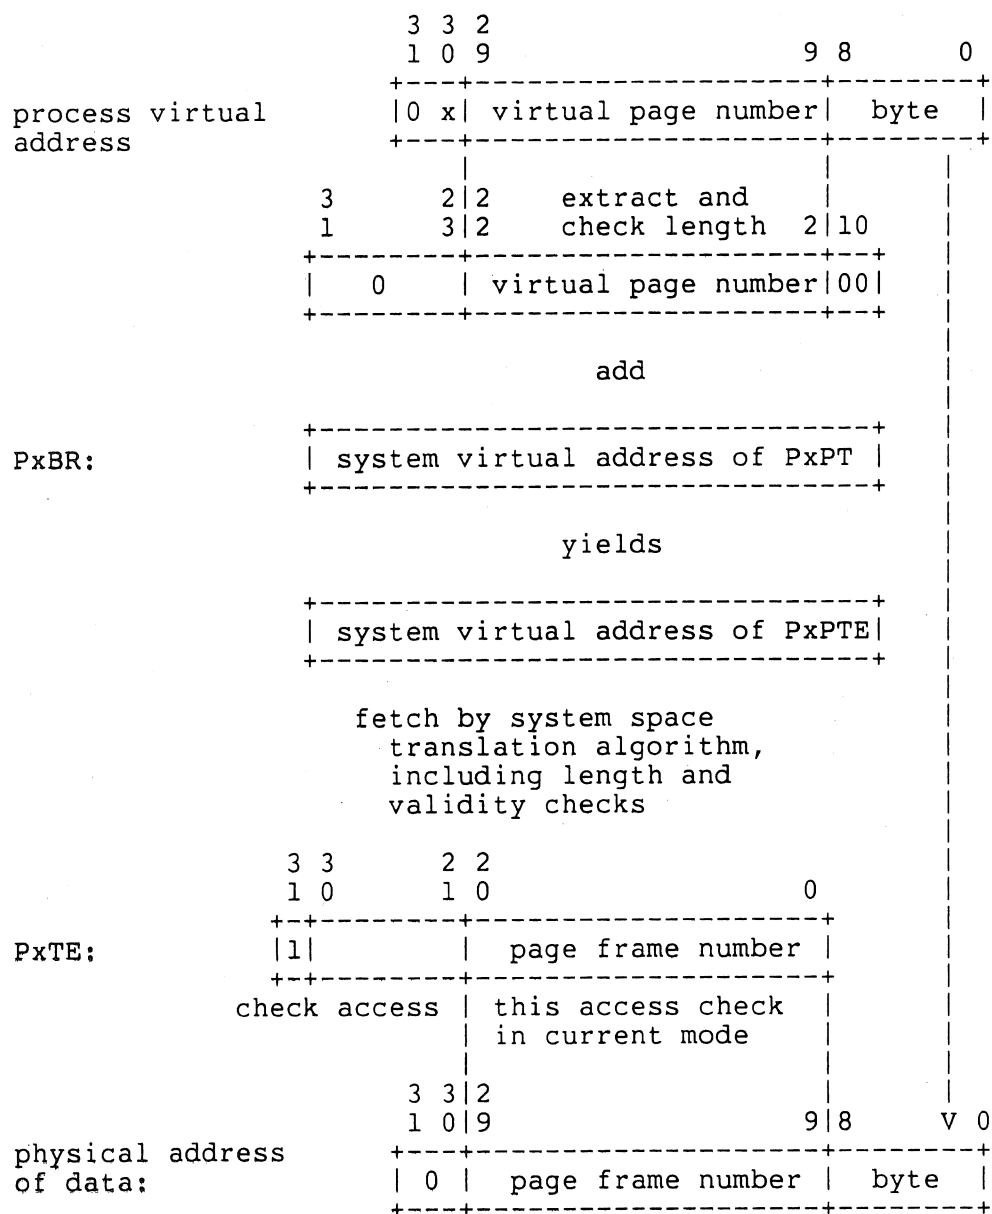 3 3 2
1 0 9 9 8 0
+---+--------------------+--------+
process virtual |0 x| virtual page number| byte |
address +---+--------------------+--------+
| | |
3 2|2 extract and | |
1 3|2 check length 2|10 |
+--------+--------------------+--+ |
| 0 | virtual page number|00| |
+--------+--------------------+--+ |
add
+--------------------------------+
PxBR: | system virtual address of PxPT |
+--------------------------------+
yields
+--------------------------------+
| system virtual address of PxPTE|
+--------------------------------+
fetch by system space
translation algorithm,
including length and
validity checks
3 3 2 2
1 0 1 0 0
+-+--------+--------------------+
PxTE: |1| | page frame number |
+-+--------+--------------------+
check access | this access check |
| in current mode |
| |
3 3|2 | |
1 0|9 9|8 V 0
physical address +---+--------------------+--------+
of data: | 0 | page frame number | byte |
+---+--------------------+--------+